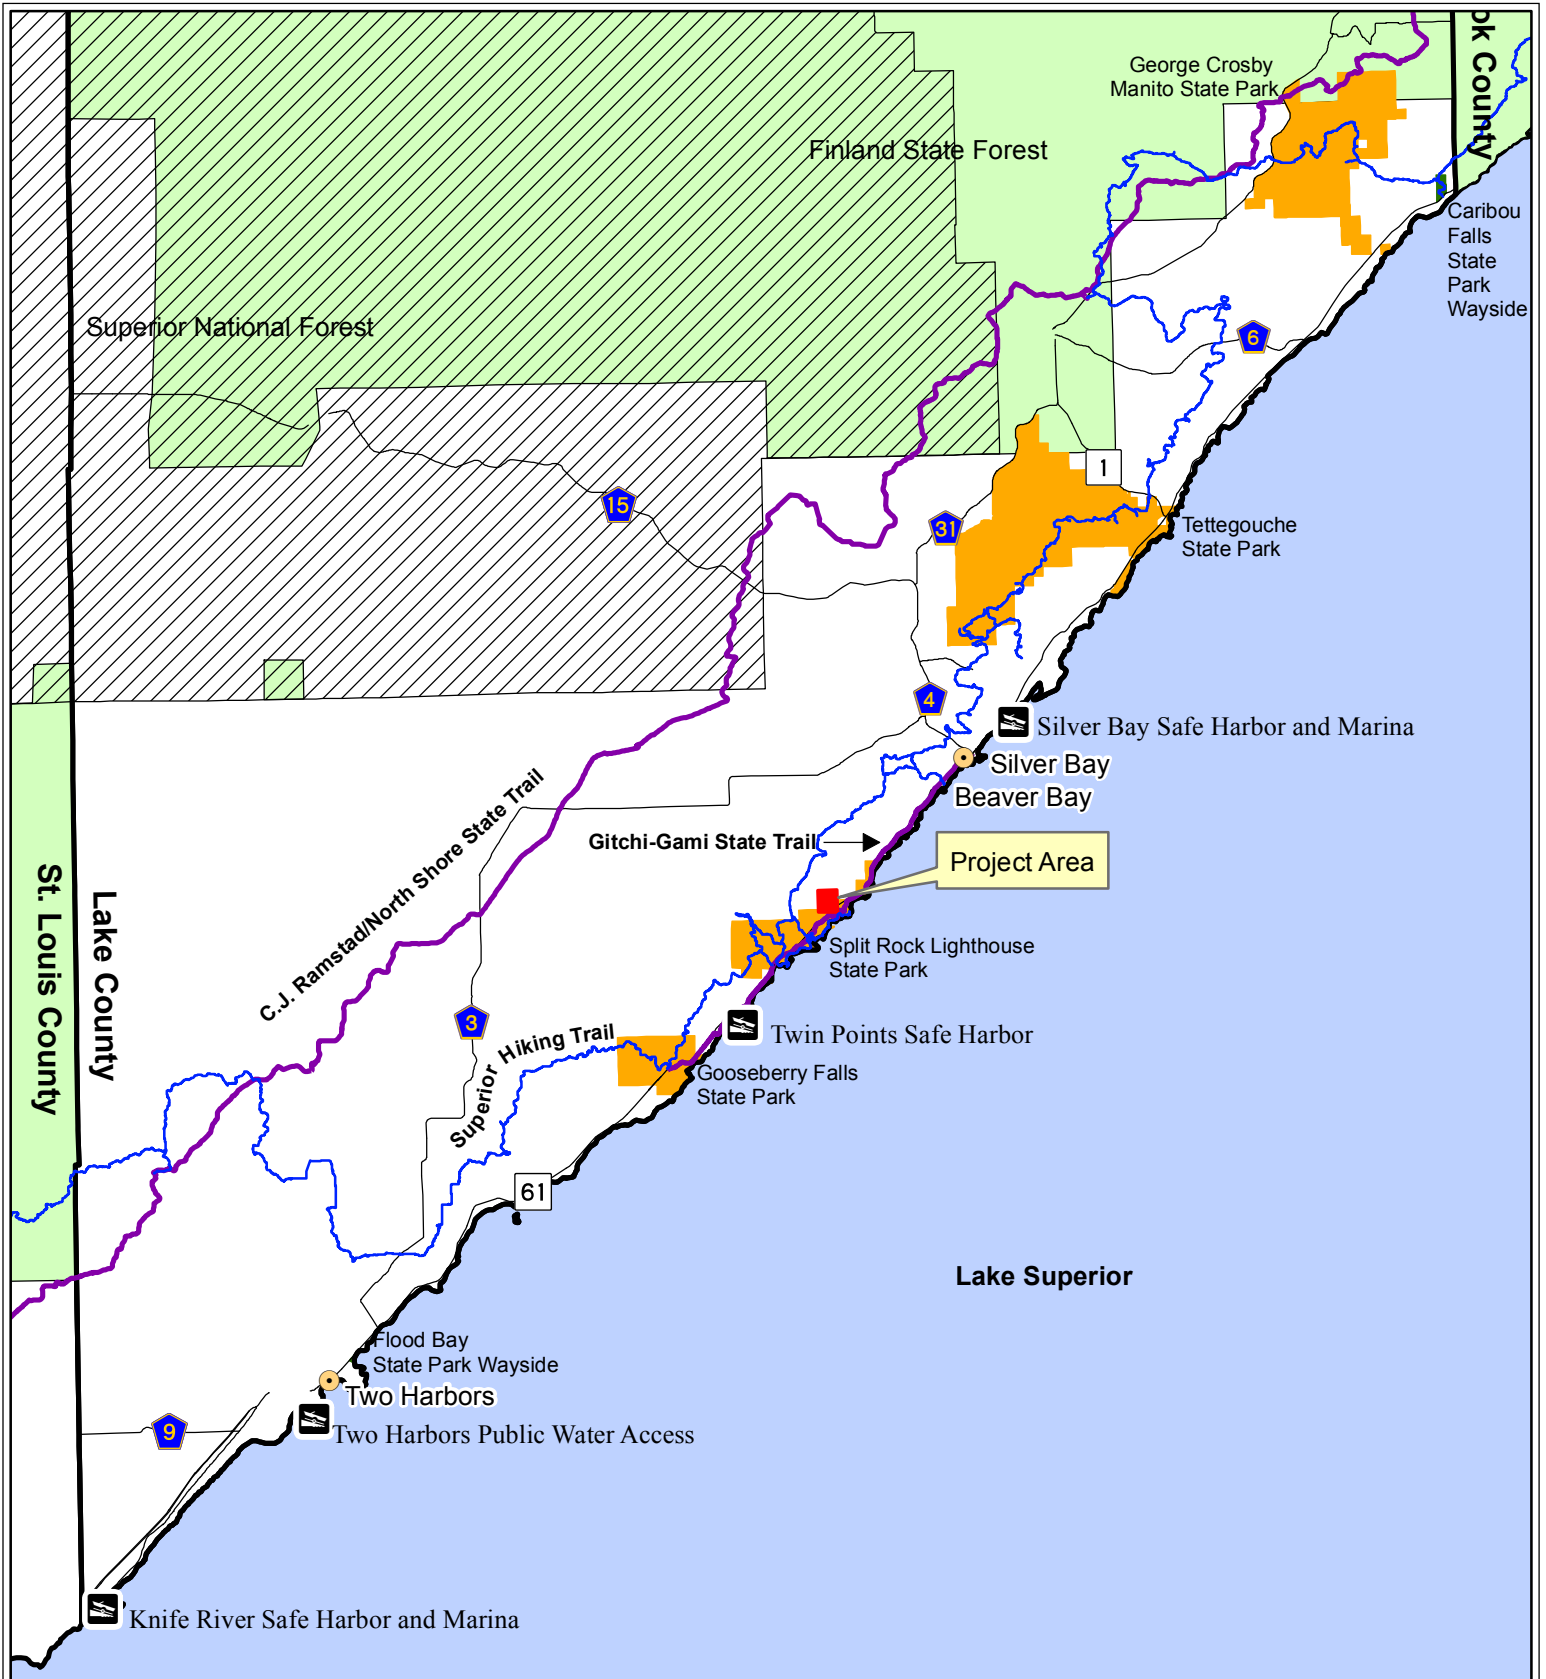 George Crosby
Manito State Park
ok County
Finland State Forest
Caribou
Falls
State
Park
Wayside
Superior National Forest
6
1
15
31
Tettegouche
State Park
4
Silver Bay Safe Harbor and Marina
Silver Bay
Beaver Bay
C.J. Ramstad/North Shore State Trail
Gitchi-Gami State Trail
Project Area
St. Louis County
Lake County
Split Rock Lighthouse
State Park
3
Twin Points Safe Harbor
Superior Hiking Trail
Gooseberry Falls
State Park
61
Lake Superior
Flood Bay
State Park Wayside
Two Harbors
9
Two Harbors Public Water Access
Knife River Safe Harbor and Marina